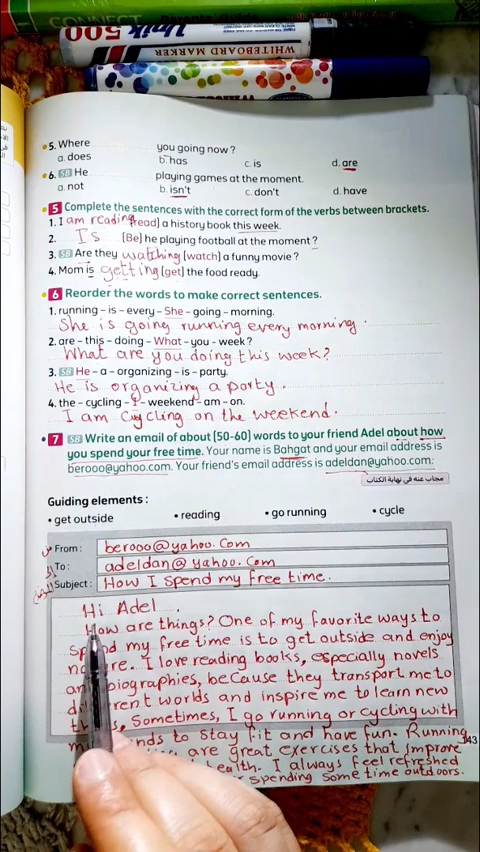 CONNECT
Unik 500
WHITEBOARD MARKER
5. Where you going now?
a. does b. has c. is d. are
6. SB He playing games at the moment.
a. not b. isn't c. don't d. have
5 Complete the sentences with the correct form of the verbs between brackets.
1. I am reading (read) a history book this week.
2. Is (Be) he playing football at the moment?
3. SB Are they watching (watch) a funny movie?
4. Mom is getting (get) the food ready.
6 Reorder the words to make correct sentences.
1. running – is – every – She – going – morning.
She is going running every morning.
2. are – this – doing – What – you – week?
What are you doing this week?
3. SB He – a – organizing – is – party.
He is organizing a party.
4. the – cycling – I – weekend – am – on.
I am cycling on the weekend.
7 SB Write an email of about (50-60) words to your friend Adel about how
you spend your free time. Your name is Bahgat and your email address is
berooo@yahoo.com. Your friend's email address is adeldan@yahoo.com:
مجاب عنه في نهاية الكتاب
Guiding elements :
• get outside • reading • go running • cycle
From : berooo@yahoo.com
To : adeldan@yahoo.com
Subject : How I spend my free time.
Hi Adel
How are things? One of my favorite ways to
spend my free time is to get outside and enjoy
I love reading books, especially novels
biographies, because they transport me to
worlds and inspire me to learn new
Sometimes, I go running or cycling with
to stay fit and have fun. Running
are great exercises that improve
health. I always feel refreshed
spending some time outdoors.
143